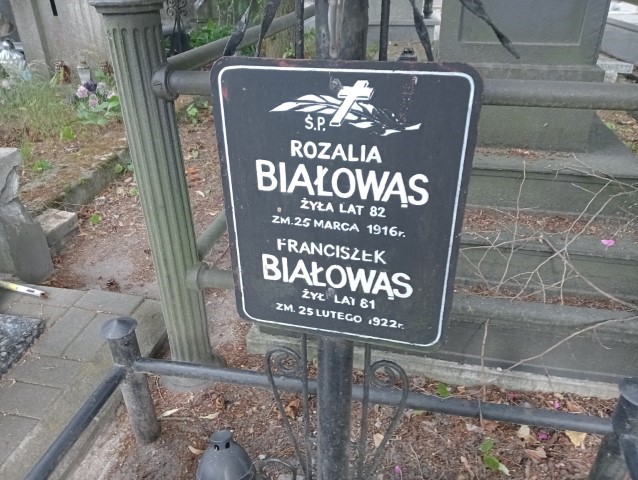 Ś.P.
ROZALIA
BIAŁOWĄS
ŻYŁA LAT 82
ZM. 25 MARCA 1916r.
FRANCISZEK
BIAŁOWĄS
ŻYŁ LAT 81
ZM. 25 LUTEGO 1922r.